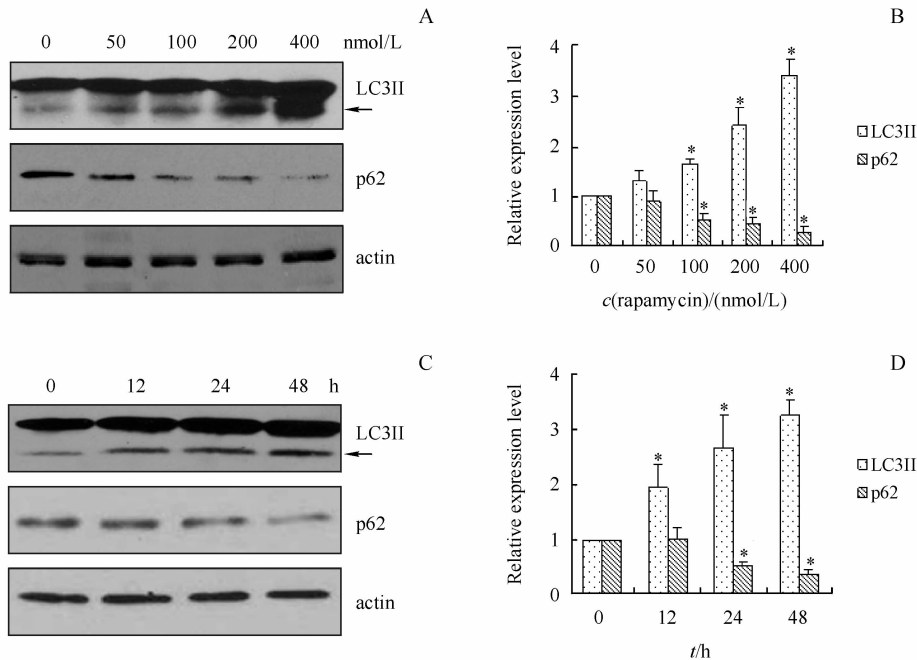 A
0 50 100 200 400 nmol/L
LC3II
p62
actin
B
Relative expression level
4
3
2
1
0
* * * * * *
0 50 100 200 400
c(rapamycin)/(nmol/L)
LC3II
p62
C
0 12 24 48 h
LC3II
p62
actin
D
Relative expression level
4
3
2
1
0
* * * * *
0 12 24 48
t/h
LC3II
p62